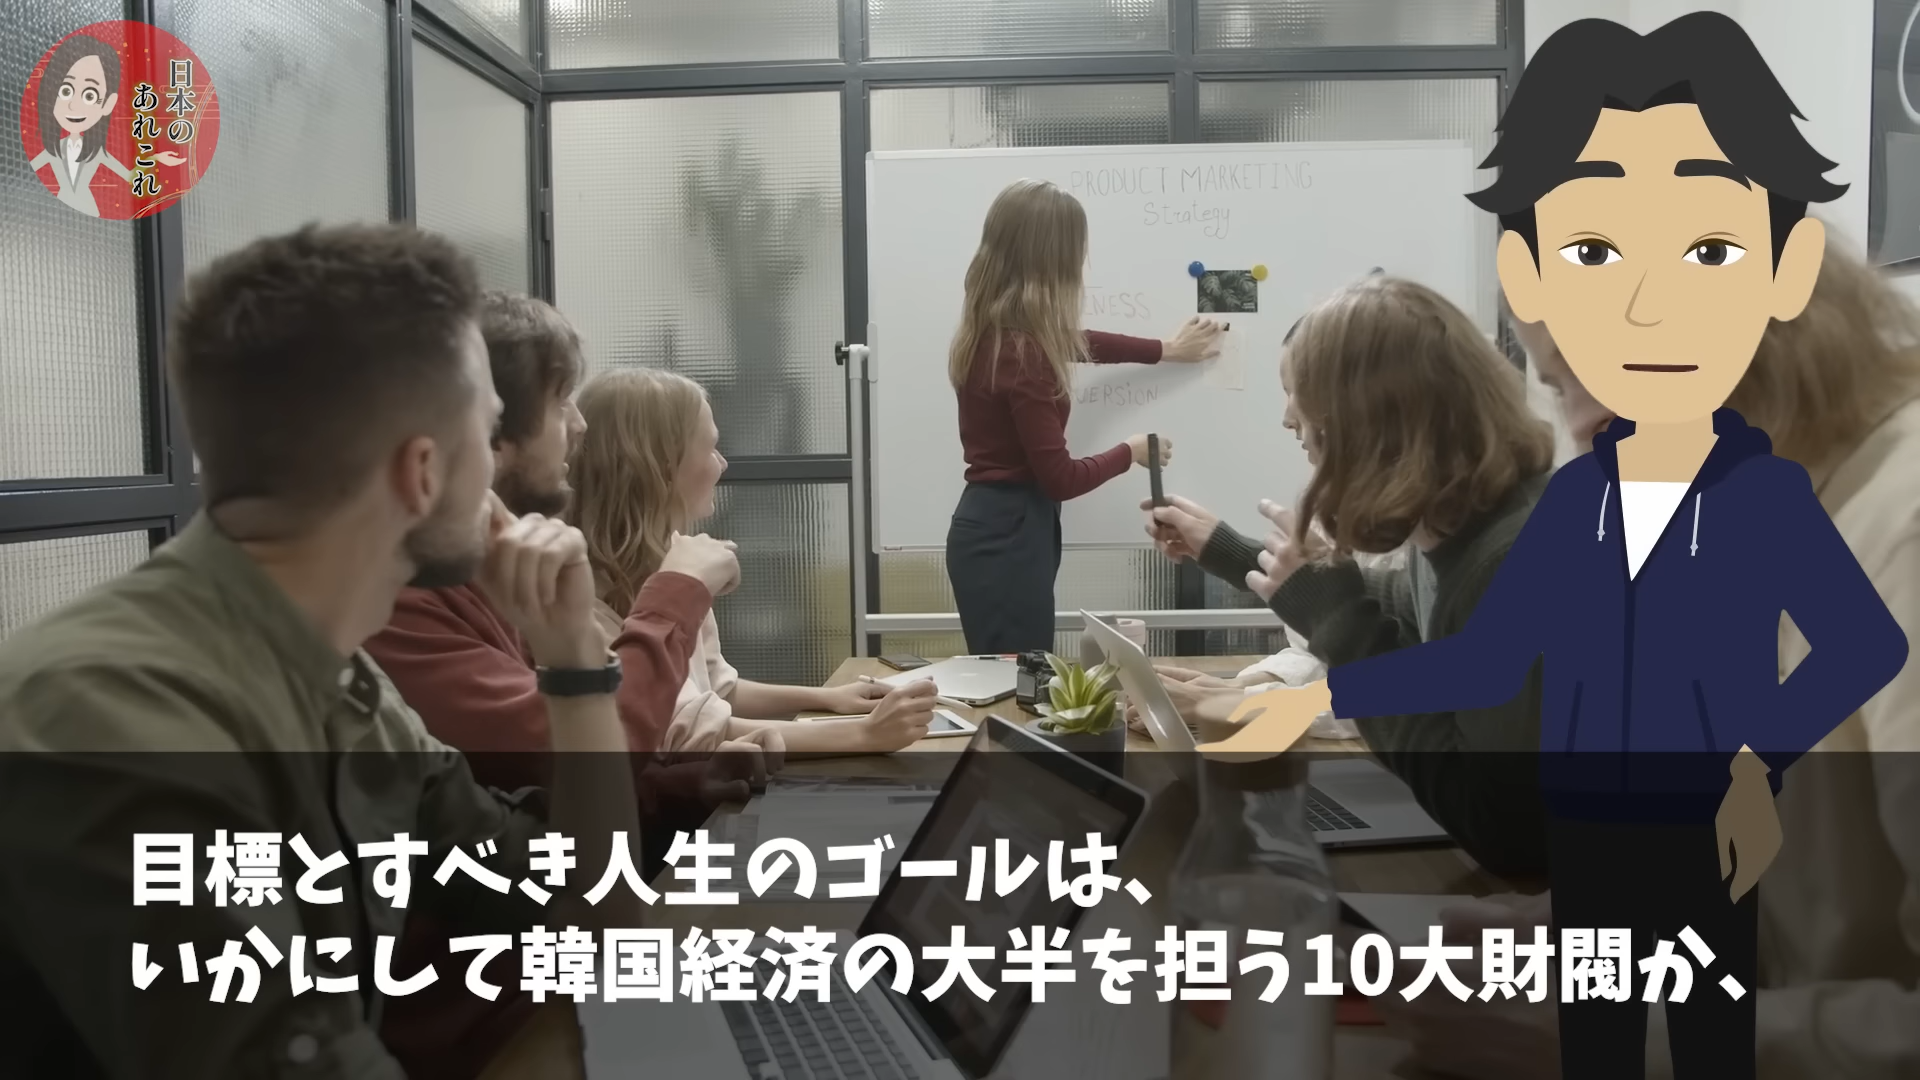 日本の
あれこれ
PRODUCT MARKETING
Strategy
目標とすべき人生のゴールは、
いかにして韓国経済の大半を担う10大財閥か、